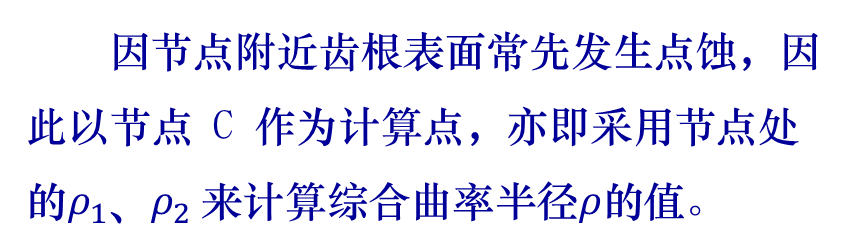 因节点附近齿根表面常先发生点蚀，因
此以节点 C 作为计算点，亦即采用节点处
的ρ₁、ρ₂ 来计算综合曲率半径ρ的值。